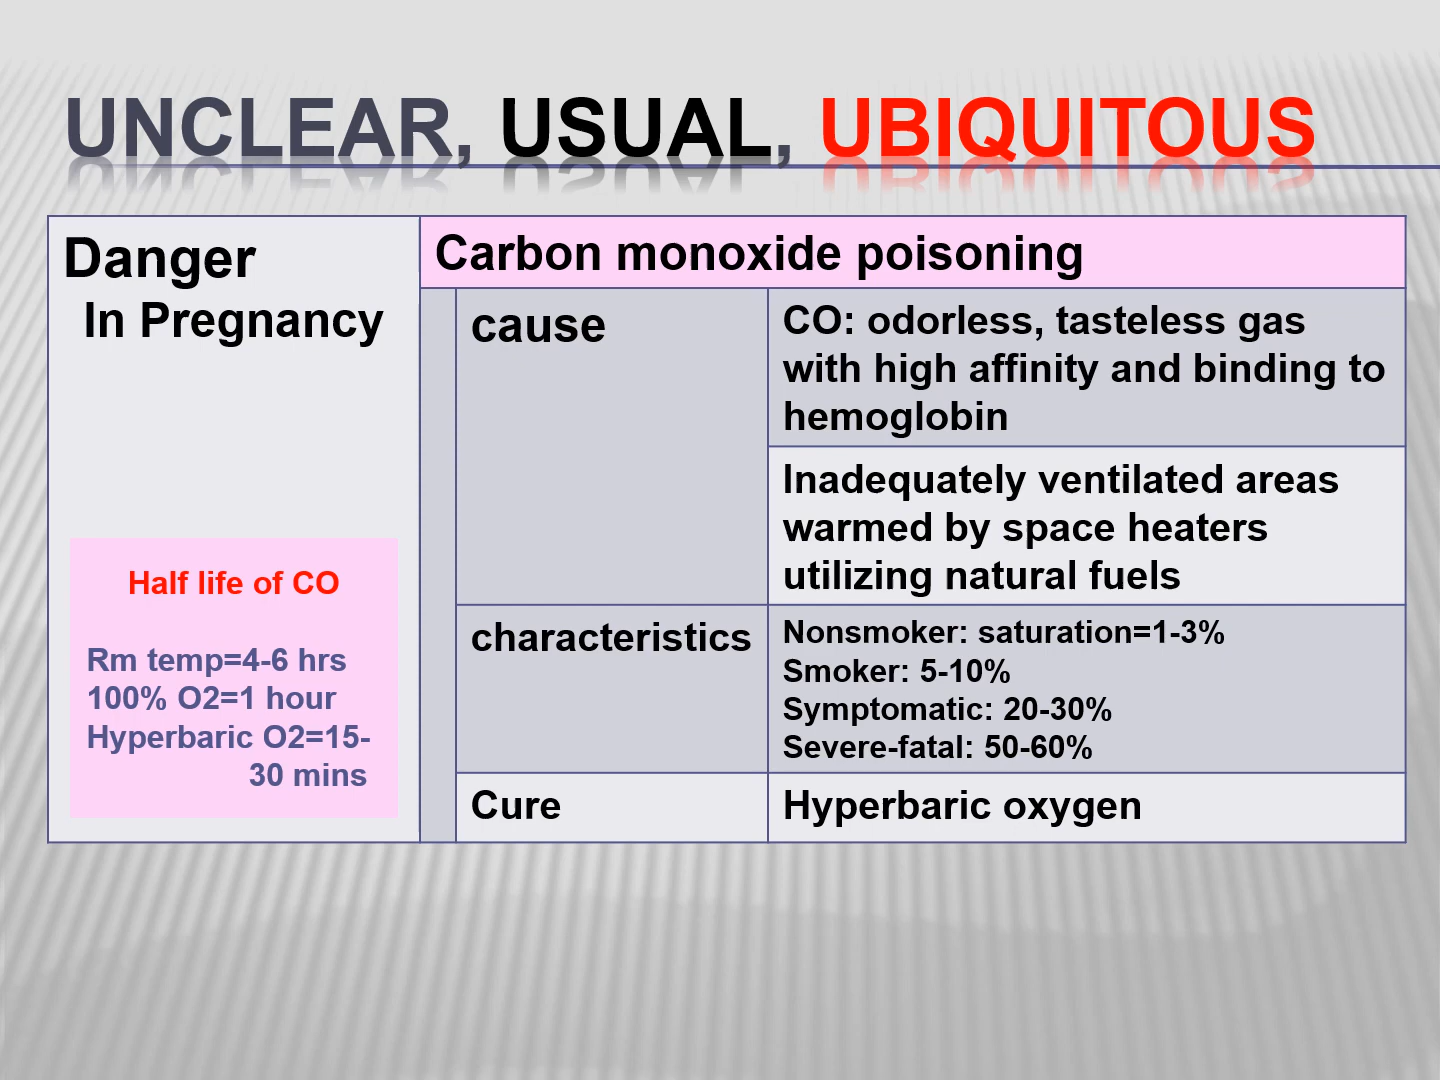 UNCLEAR, USUAL, UBIQUITOUS
Danger
In Pregnancy
Half life of CO
Rm temp=4-6 hrs
100% O2=1 hour
Hyperbaric O2=15-
30 mins
Carbon monoxide poisoning
cause
CO: odorless, tasteless gas
with high affinity and binding to
hemoglobin
Inadequately ventilated areas
warmed by space heaters
utilizing natural fuels
characteristics
Nonsmoker: saturation=1-3%
Smoker: 5-10%
Symptomatic: 20-30%
Severe-fatal: 50-60%
Cure
Hyperbaric oxygen